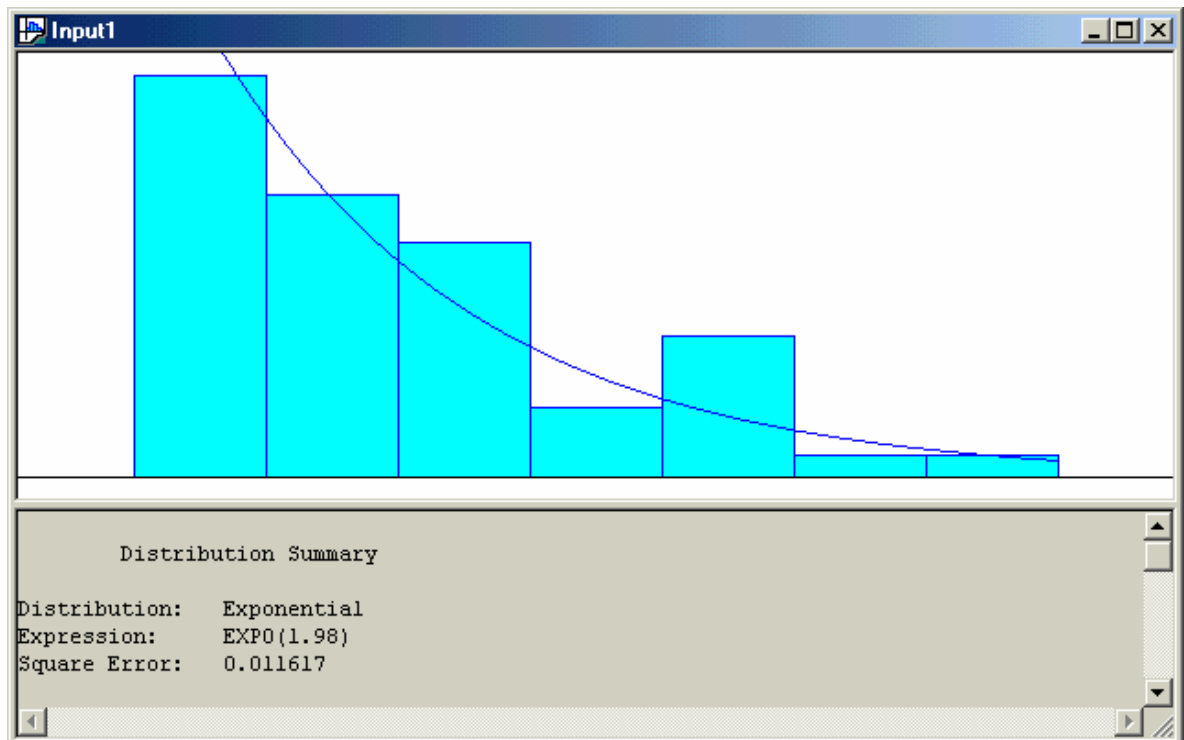 Input1
Distribution Summary
Distribution: Exponential
Expression: EXPO(1.98)
Square Error: 0.011617